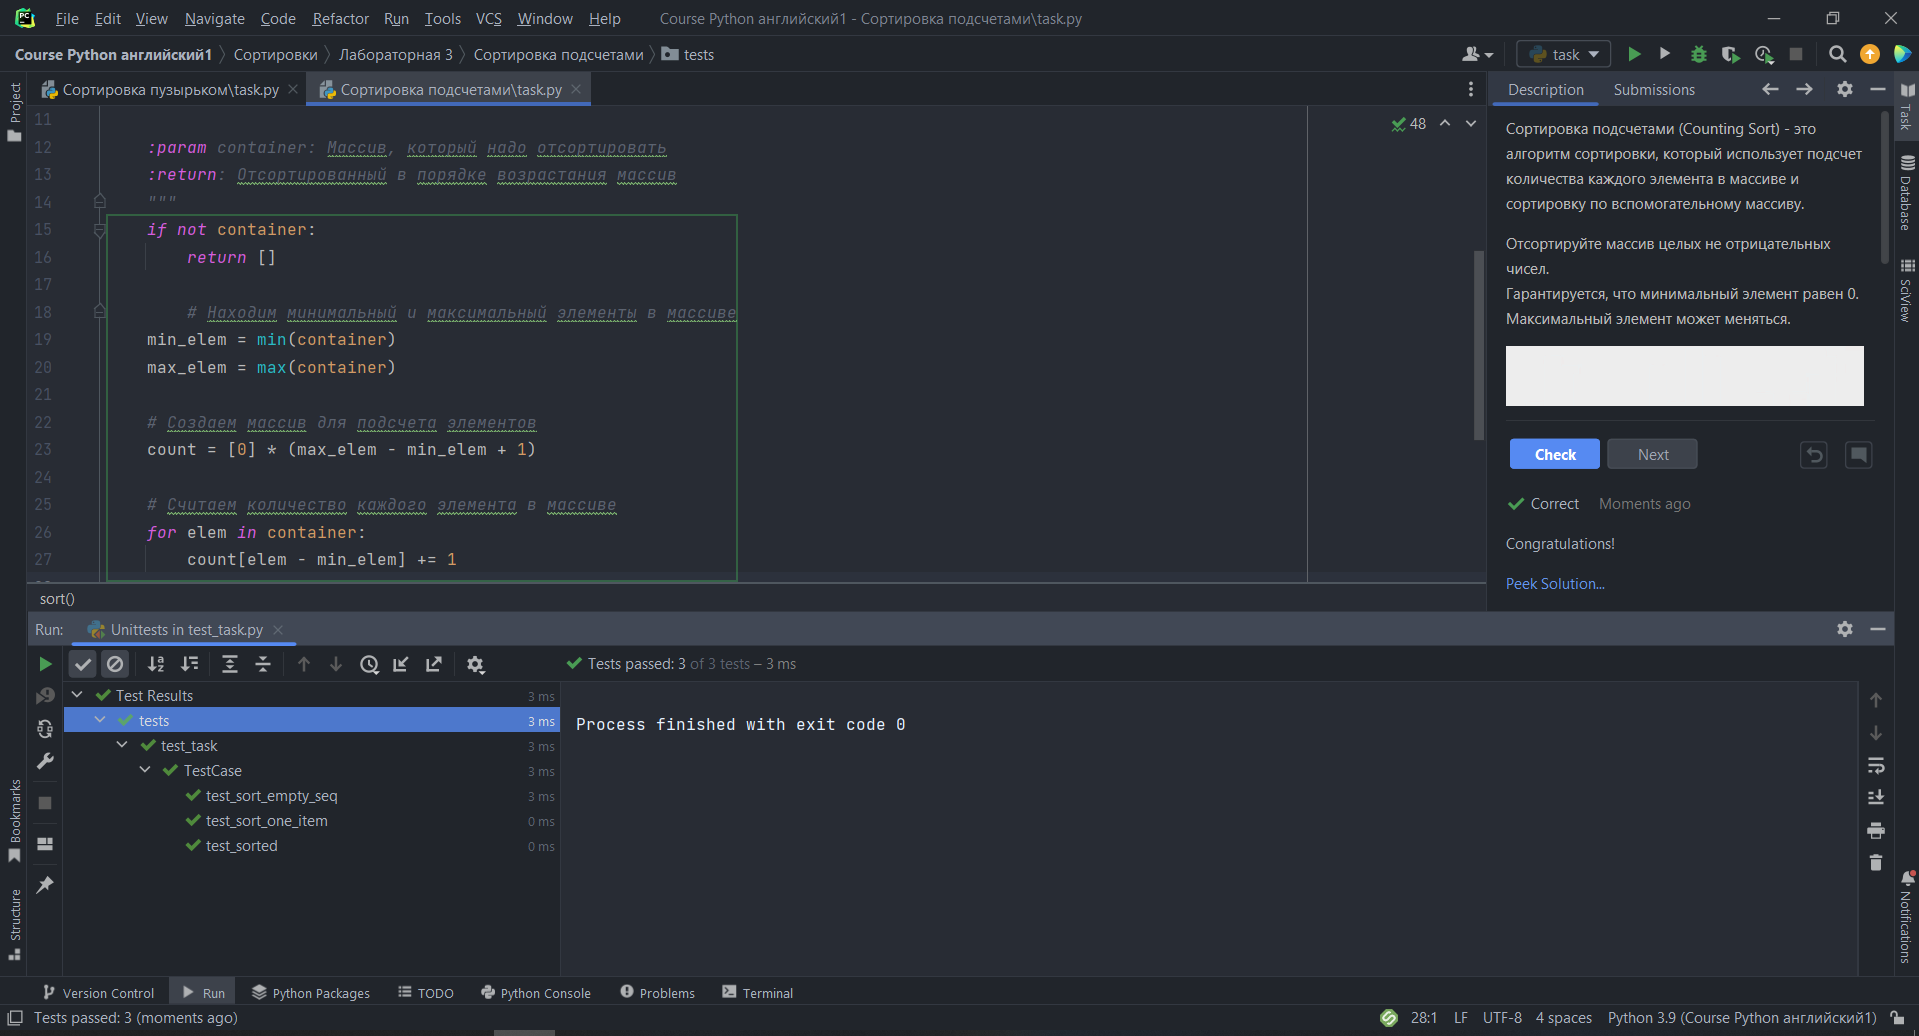 PC File Edit View Navigate Code Refactor Run Tools VCS Window Help Course Python английский1 - Сортировка подсчетами\task.py
Course Python английский1 Сортировки Лабораторная 3 Сортировка подсчетами tests task
Сортировка пузырьком\task.py Сортировка подсчетами\task.py
Project
11
12 :param container: Массив, который надо отсортировать
13 :return: Отсортированный в порядке возрастания массив
14 """
15 if not container:
16 return []
17
18 # Находим минимальный и максимальный элементы в массиве
19 min_elem = min(container)
20 max_elem = max(container)
21
22 # Создаем массив для подсчета элементов
23 count = [0] * (max_elem - min_elem + 1)
24
25 # Считаем количество каждого элемента в массиве
26 for elem in container:
27 count[elem - min_elem] += 1
48
sort()
Description Submissions
Сортировка подсчетами (Counting Sort) - это
алгоритм сортировки, который использует подсчет
количества каждого элемента в массиве и
сортировку по вспомогательному массиву.
Отсортируйте массив целых не отрицательных
чисел.
Гарантируется, что минимальный элемент равен 0.
Максимальный элемент может меняться.
Check Next
Correct Moments ago
Congratulations!
Peek Solution...
Task
Database
SciView
Run: Unittests in test_task.py
Tests passed: 3 of 3 tests – 3 ms
Test Results 3 ms
tests 3 ms
test_task 3 ms
TestCase 3 ms
test_sort_empty_seq 3 ms
test_sort_one_item 0 ms
test_sorted 0 ms
Process finished with exit code 0
Bookmarks
Structure
Notifications
Version Control Run Python Packages TODO Python Console Problems Terminal
Tests passed: 3 (moments ago) 28:1 LF UTF-8 4 spaces Python 3.9 (Course Python английский1)